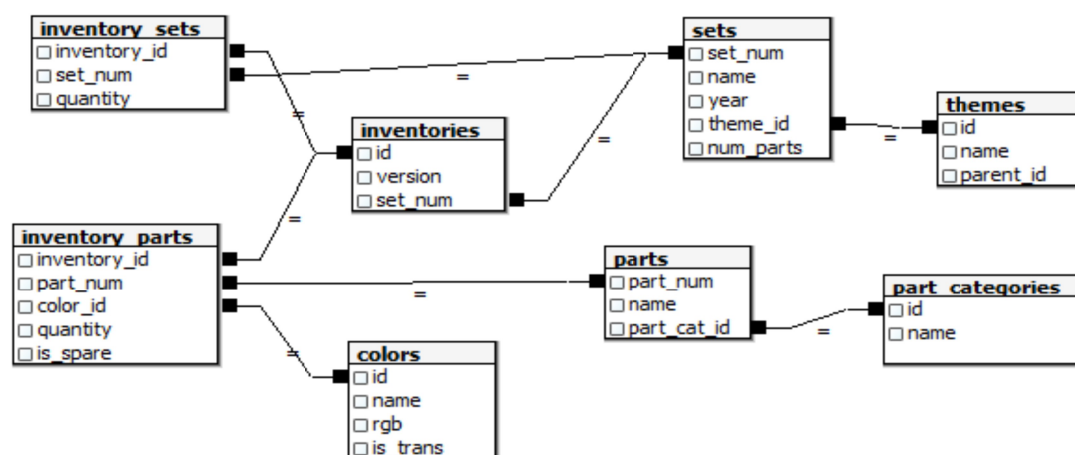 inventory_sets
inventory_id
set_num
quantity
sets
set_num
name
year
theme_id
num_parts
themes
id
name
parent_id
inventories
id
version
set_num
inventory_parts
inventory_id
part_num
color_id
quantity
is_spare
parts
part_num
name
part_cat_id
part_categories
id
name
colors
id
name
rgb
is_trans
=
=
=
=
=
=
=
=